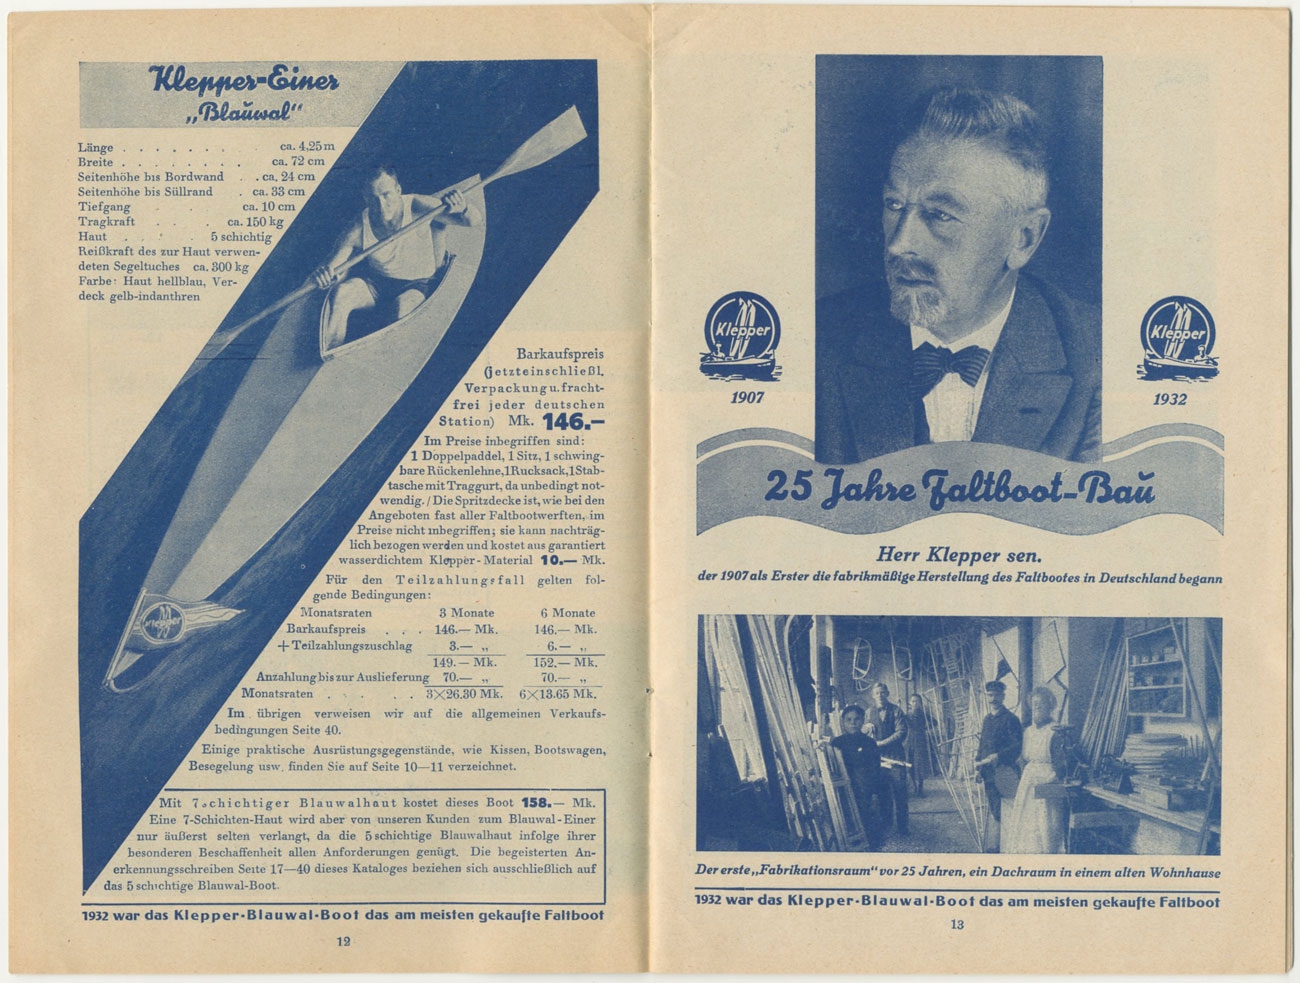 Klepper-Einer
„Blauwal“
Länge . . . . . . . . ca. 4,25 m
Breite . . . . . . . . ca. 72 cm
Seitenhöhe bis Bordwand . . ca. 24 cm
Seitenhöhe bis Süllrand . ca. 33 cm
Tiefgang . . . ca. 10 cm
Tragkraft . . . ca. 150 kg
Haut . . . . 5 schichtig
Reißkraft des zur Haut verwen-
deten Segeltuches ca. 300 kg
Farbe: Haut hellblau, Ver-
deck gelb-indanthren
Barkaufspreis
(jetzt einschließl.
Verpackung u. fracht-
frei jeder deutschen
Station) Mk. 146.—
Im Preise inbegriffen sind:
1 Doppelpaddel, 1 Sitz, 1 schwing-
bare Rückenlehne, 1 Rucksack, 1 Stab-
tasche mit Traggurt, da unbedingt not-
wendig. / Die Spritzdecke ist, wie bei den
Angeboten fast aller Faltbootwerften, im
Preise nicht inbegriffen; sie kann nachträg-
lich bezogen werden und kostet aus garantiert
wasserdichtem Klepper-Material 10.— Mk.
Für den Teilzahlungsfall gelten fol-
gende Bedingungen:
Monatsraten 3 Monate 6 Monate
Barkaufspreis . . . 146.— Mk. 146.— Mk.
+ Teilzahlungszuschlag 3.— „ 6.— „
149.— Mk. 152.— Mk.
Anzahlung bis zur Auslieferung 70.— „ 70.— „
Monatsraten . . . . . 3×26.30 Mk. 6×13.65 Mk.
Im übrigen verweisen wir auf die allgemeinen Verkaufs-
bedingungen Seite 40.
Einige praktische Ausrüstungsgegenstände, wie Kissen, Bootswagen,
Besegelung usw. finden Sie auf Seite 10—11 verzeichnet.
Klepper
Mit 7schichtiger Blauwalhaut kostet dieses Boot 158.— Mk.
Eine 7-Schichten-Haut wird aber von unseren Kunden zum Blauwal-Einer
nur äußerst selten verlangt, da die 5schichtige Blauwalhaut infolge ihrer
besonderen Beschaffenheit allen Anforderungen genügt. Die begeisterten An-
erkennungsschreiben Seite 17—40 dieses Kataloges beziehen sich ausschließlich auf
das 5schichtige Blauwal-Boot.
1932 war das Klepper-Blauwal-Boot das am meisten gekaufte Faltboot
12
Klepper
1907
Klepper
1932
25 Jahre Faltboot-Bau
Herr Klepper sen.
der 1907 als Erster die fabrikmäßige Herstellung des Faltbootes in Deutschland begann
Der erste „Fabrikationsraum“ vor 25 Jahren, ein Dachraum in einem alten Wohnhause
1932 war das Klepper-Blauwal-Boot das am meisten gekaufte Faltboot
13